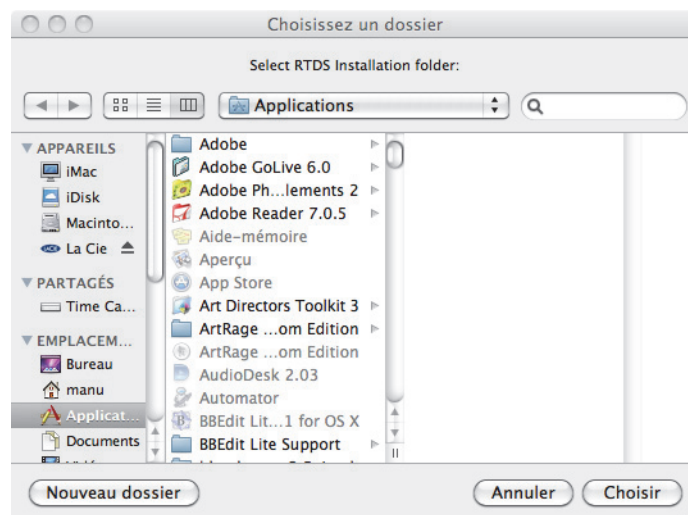 Choisissez un dossier
Select RTDS Installation folder:
Applications
APPAREILS
iMac
iDisk
Macinto...
La Cie
PARTAGÉS
Time Ca...
EMPLACEM...
Bureau
manu
Applicat...
Documents
Adobe
Adobe GoLive 6.0
Adobe Ph...lements 2
Adobe Reader 7.0.5
Aide-mémoire
Aperçu
App Store
Art Directors Toolkit 3
ArtRage ...om Edition
ArtRage ...om Edition
AudioDesk 2.03
Automator
BBEdit Lit...1 for OS X
BBEdit Lite Support
Nouveau dossier
Annuler
Choisir